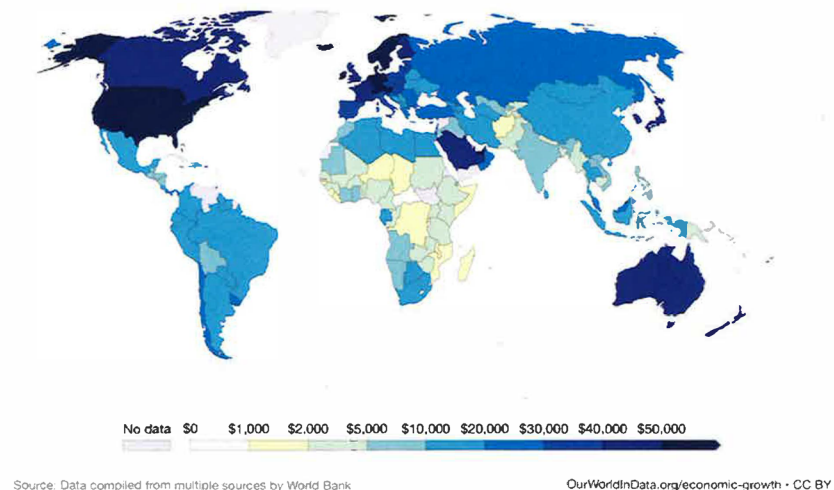 No data $0 $1,000 $2,000 $5,000 $10,000 $20,000 $30,000 $40,000 $50,000
Source: Data compiled from multiple sources by World Bank
OurWorldInData.org/economic-growth • CC BY